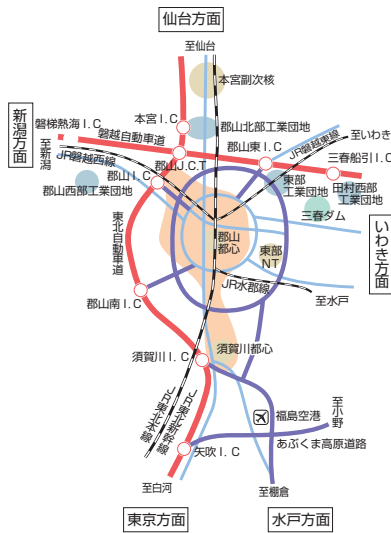 仙台方面
至仙台
本宮副次核
新潟方面
磐梯熱海I.C
磐越自動車道
本宮I.C
郡山北部工業団地
郡山東I.C
JR磐越東線
至いわき
至新潟
JR磐越西線
郡山J.C.T
三春船引I.C
郡山I.C
郡山西部工業団地
東部
工業団地
田村西部
工業団地
三春ダム
いわき方面
東北自動車道
郡山
都心
東部
NT
JR水郡線
至水戸
郡山南I.C
須賀川I.C
須賀川都心
JR東北新幹線
JR東北本線
福島空港
至小野
あぶくま高原道路
矢吹I.C
至白河
至棚倉
東京方面
水戸方面